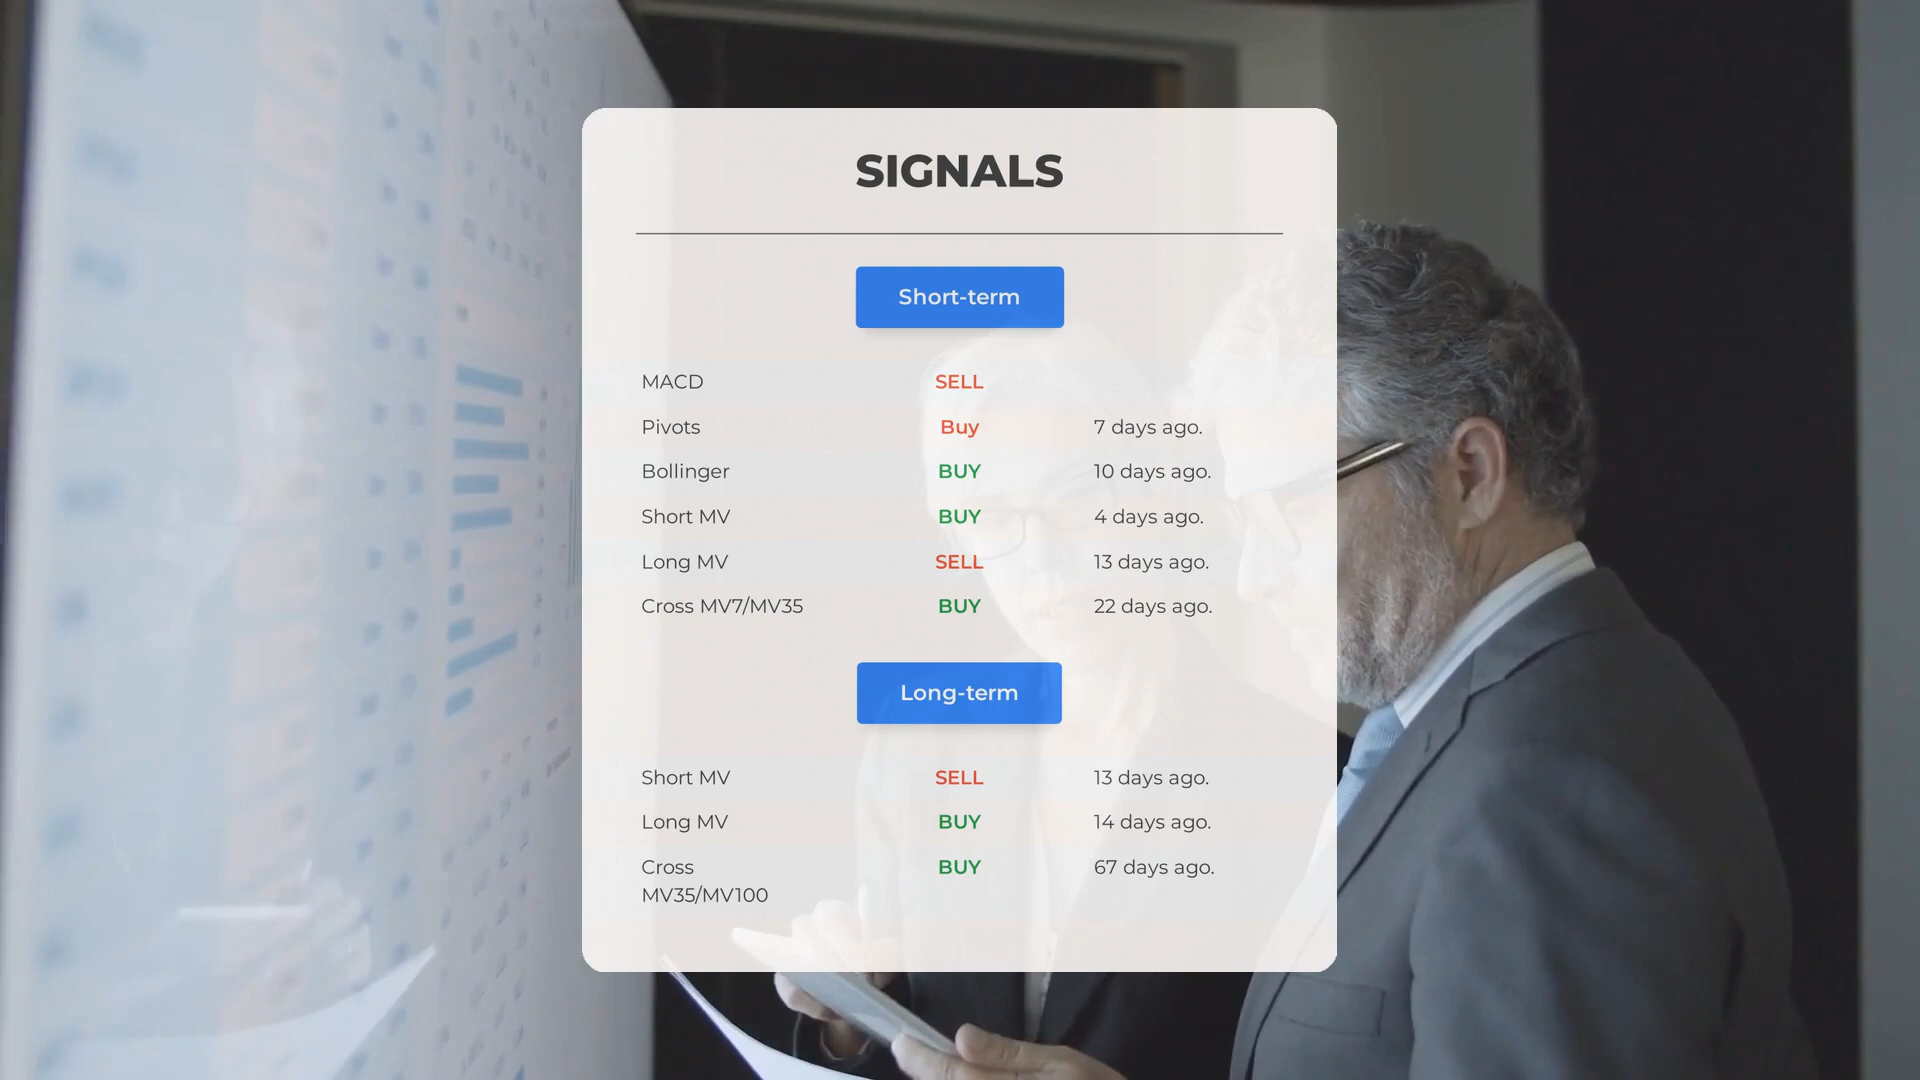 SIGNALS
Short-term
MACD SELL
Pivots Buy 7 days ago.
Bollinger BUY 10 days ago.
Short MV BUY 4 days ago.
Long MV SELL 13 days ago.
Cross MV7/MV35 BUY 22 days ago.
Long-term
Short MV SELL 13 days ago.
Long MV BUY 14 days ago.
Cross BUY 67 days ago.
MV35/MV100